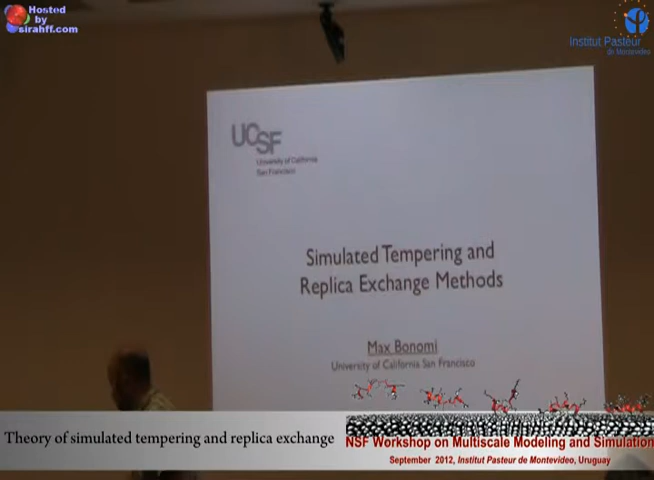 Hosted
by
sirahff.com
Institut Pasteur
de Montevideo
UCSF
University of California
San Francisco
Simulated Tempering and
Replica Exchange Methods
Max Bonomi
University of California San Francisco
Theory of simulated tempering and replica exchange
NSF Workshop on Multiscale Modeling and Simulation
September 2012, Institut Pasteur de Montevideo, Uruguay